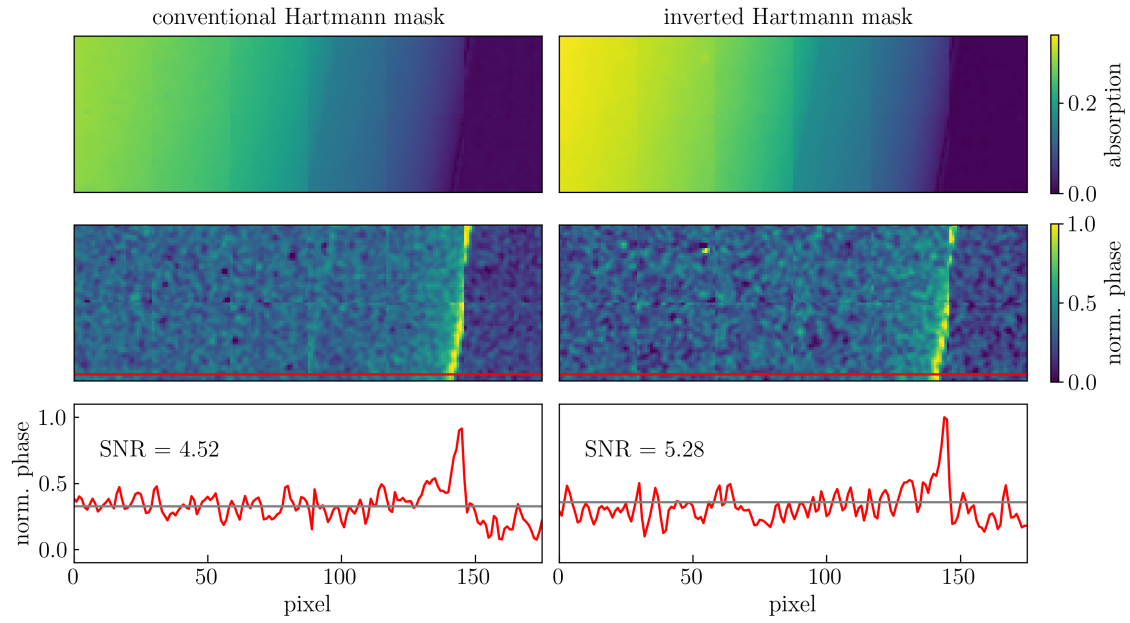 conventional Hartmann mask
inverted Hartmann mask
0.2
0.0
absorption
1.0
0.5
0.0
norm. phase
1.0
0.5
0.0
norm. phase
SNR = 4.52
SNR = 5.28
0 50 100 150
0 50 100 150
pixel
pixel